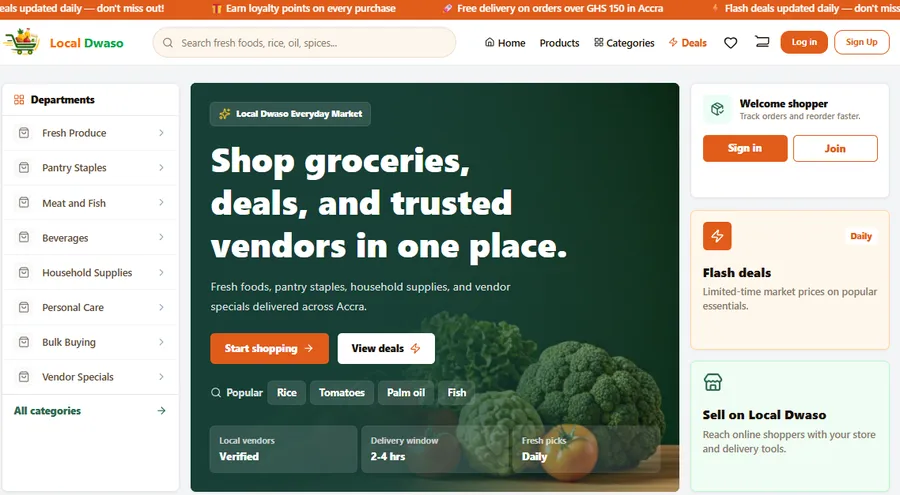 eals updated daily — don't miss out!
Earn loyalty points on every purchase
Free delivery on orders over GHS 150 in Accra
Flash deals updated daily — don't miss
Local Dwaso
Search fresh foods, rice, oil, spices...
Home
Products
Categories
Deals
Log in
Sign Up
Departments
Fresh Produce
Pantry Staples
Meat and Fish
Beverages
Household Supplies
Personal Care
Bulk Buying
Vendor Specials
All categories
Local Dwaso Everyday Market
Shop groceries,
deals, and trusted
vendors in one place.
Fresh foods, pantry staples, household supplies, and vendor
specials delivered across Accra.
Start shopping
View deals
Popular
Rice
Tomatoes
Palm oil
Fish
Local vendors
Verified
Delivery window
2-4 hrs
Fresh picks
Daily
Welcome shopper
Track orders and reorder faster.
Sign in
Join
Daily
Flash deals
Limited-time market prices on popular
essentials.
Sell on Local Dwaso
Reach online shoppers with your store
and delivery tools.